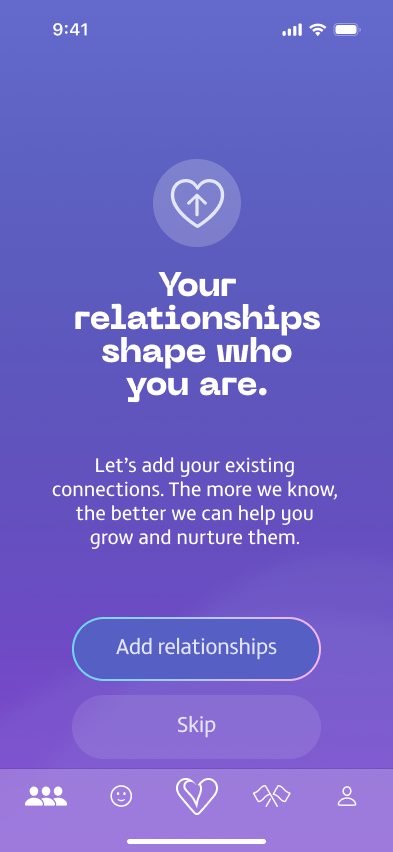 9:41
Your
relationships
shape who
you are.
Let’s add your existing
connections. The more we know,
the better we can help you
grow and nurture them.
Add relationships
Skip